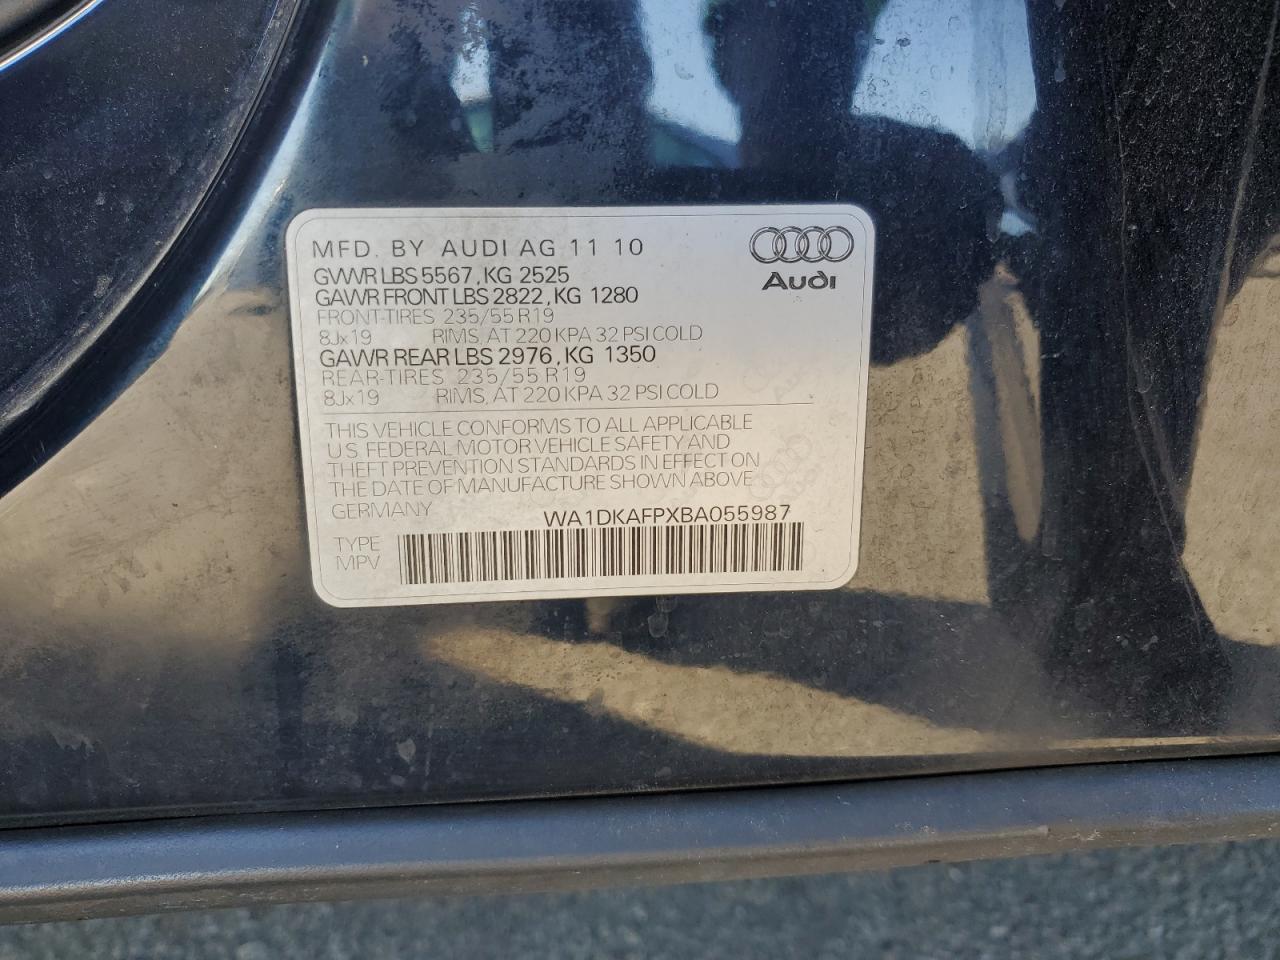 MFD. BY AUDI AG 11 10
GVWR LBS 5567, KG 2525
GAWR FRONT LBS 2822, KG 1280
FRONT-TIRES 235/55 R19
8Jx19 RIMS, AT 220 KPA 32 PSI COLD
GAWR REAR LBS 2976, KG 1350
REAR-TIRES 235/55 R19
8Jx19 RIMS, AT 220 KPA 32 PSI COLD
THIS VEHICLE CONFORMS TO ALL APPLICABLE
U S FEDERAL MOTOR VEHICLE SAFETY AND
THEFT PREVENTION STANDARDS IN EFFECT ON
THE DATE OF MANUFACTURE SHOWN ABOVE
GERMANY WA1DKAFPXBA055987
TYPE
MPV
Audi